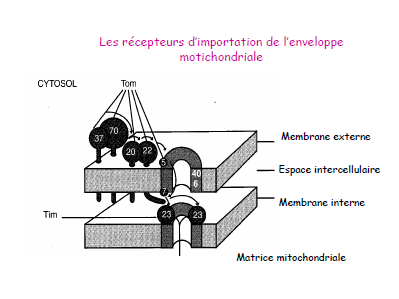 Les récepteurs d'importation de l'enveloppe
motichondriale
CYTOSOL
Tom
37
70
20
22
5
40
6
7
23
23
Tim
Membrane externe
Espace intercellulaire
Membrane interne
Matrice mitochondriale